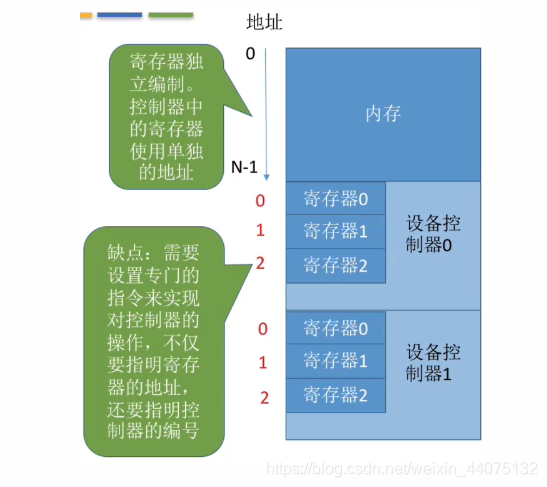 地址
0
寄存器独
立编制。
控制器中
的寄存器
使用单独
的地址
内存
N-1
0
寄存器0
1
寄存器1
2
寄存器2
设备控
制器0
缺点：需要
设置专门的
指令来实现
对控制器的
操作，不仅
要指明寄存
器的地址，
还要指明控
制器的编号
0
寄存器0
1
寄存器1
2
寄存器2
设备控
制器1
https://blog.csdn.net/weixin_44075132